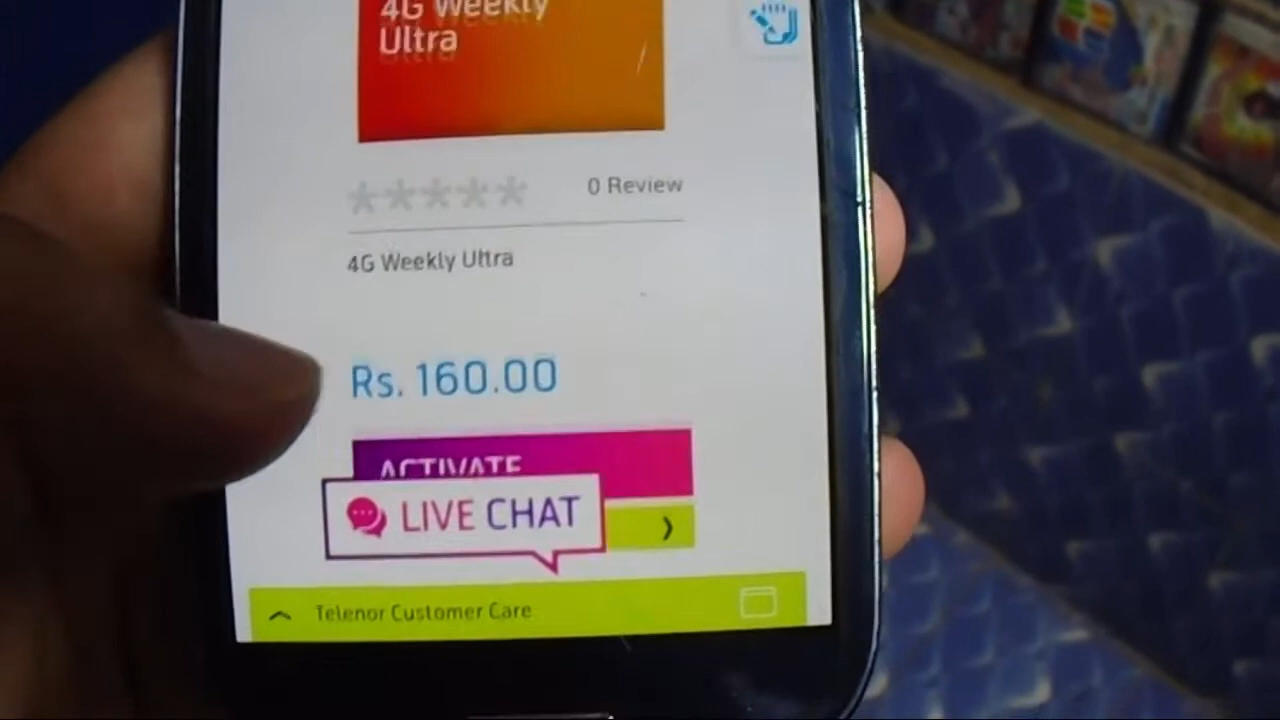 4G Weekly
Ultra
0 Review
4G Weekly Ultra
Rs. 160.00
ACTIVATE
LIVE CHAT
Telenor Customer Care